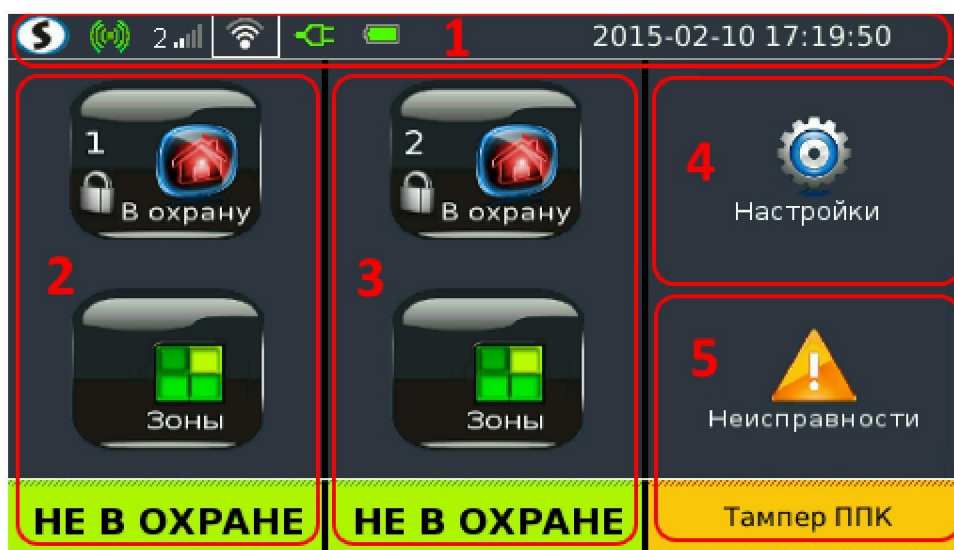 S 2 1 2015-02-10 17:19:50
1
В охрану
2
Зоны
НЕ В ОХРАНЕ
2
В охрану
3
Зоны
НЕ В ОХРАНЕ
4
Настройки
5
Неисправности
Тампер ППК